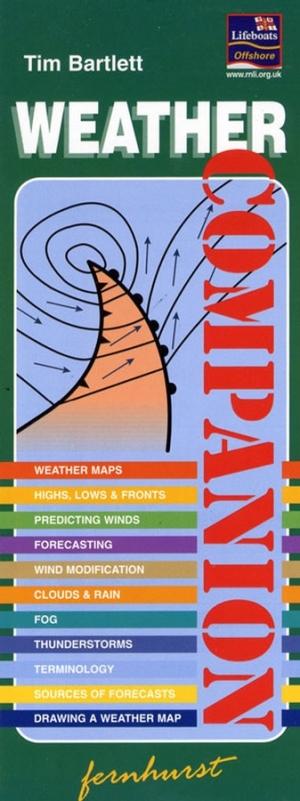 Tim Bartlett
Lifeboats
Offshore
www.rnli.org.uk
WEATHER
COMPANION
WEATHER MAPS
HIGHS, LOWS & FRONTS
PREDICTING WINDS
FORECASTING
WIND MODIFICATION
CLOUDS & RAIN
FOG
THUNDERSTORMS
TERMINOLOGY
SOURCES OF FORECASTS
DRAWING A WEATHER MAP
fernhurst